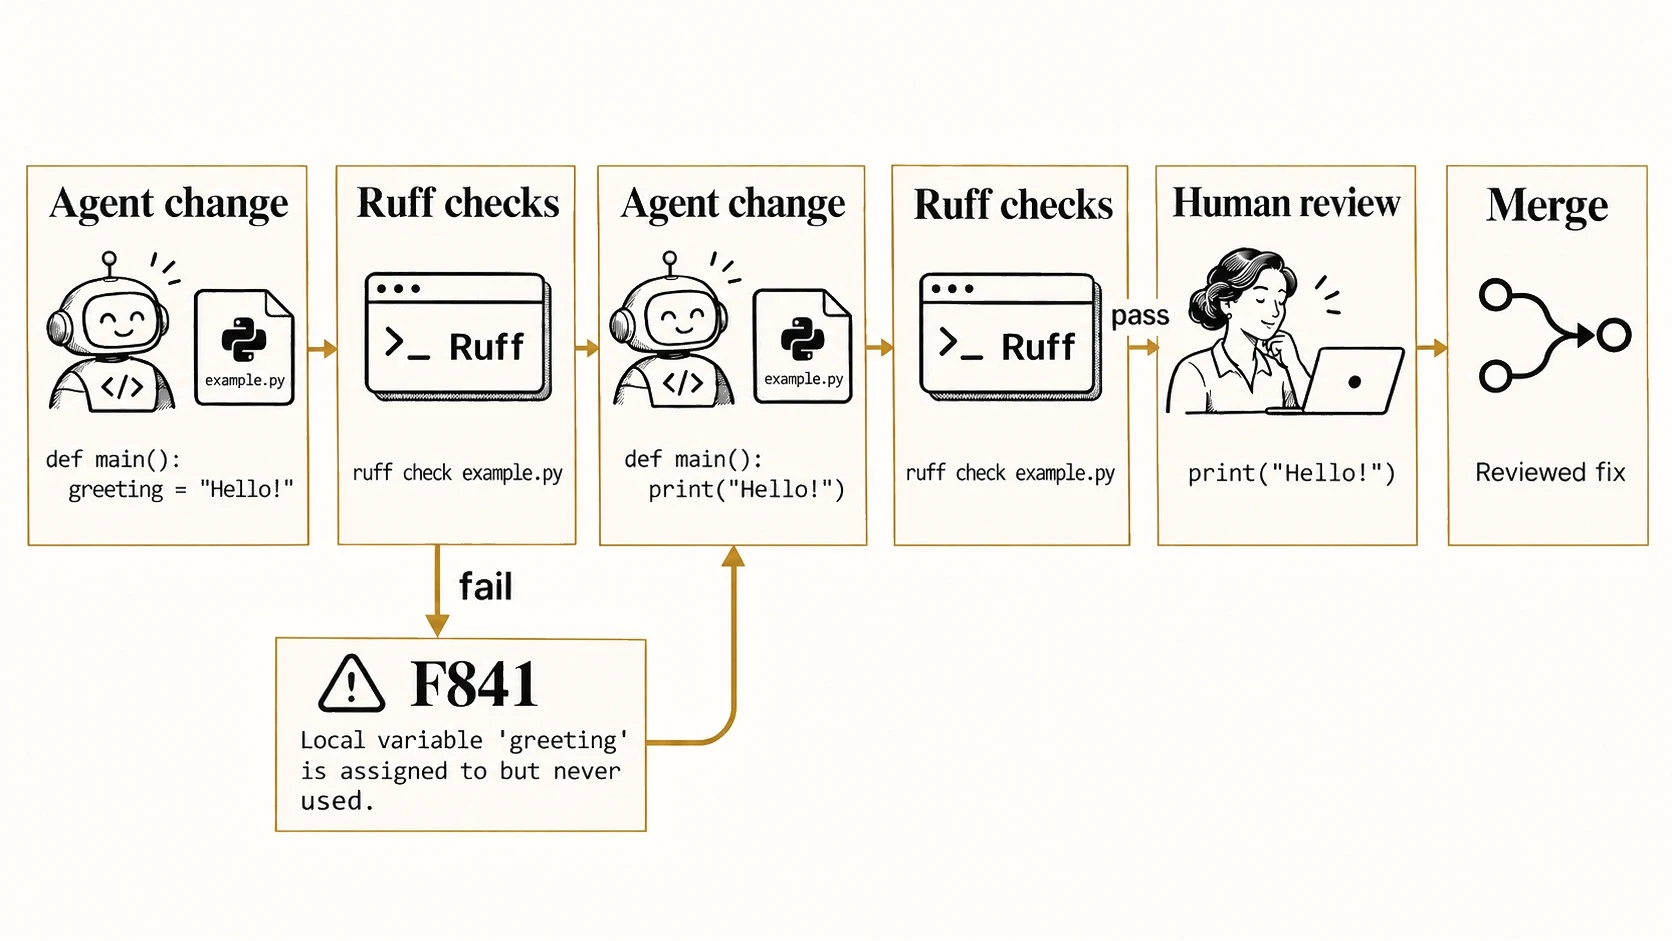 Agent change
</>
example.py
def main():
greeting = "Hello!"
Ruff checks
>_ Ruff
ruff check example.py
Agent change
</>
example.py
def main():
print("Hello!")
Ruff checks
>_ Ruff
ruff check example.py
pass
Human review
print("Hello!")
Merge
Reviewed fix
fail
F841
Local variable 'greeting'
is assigned to but never
used.